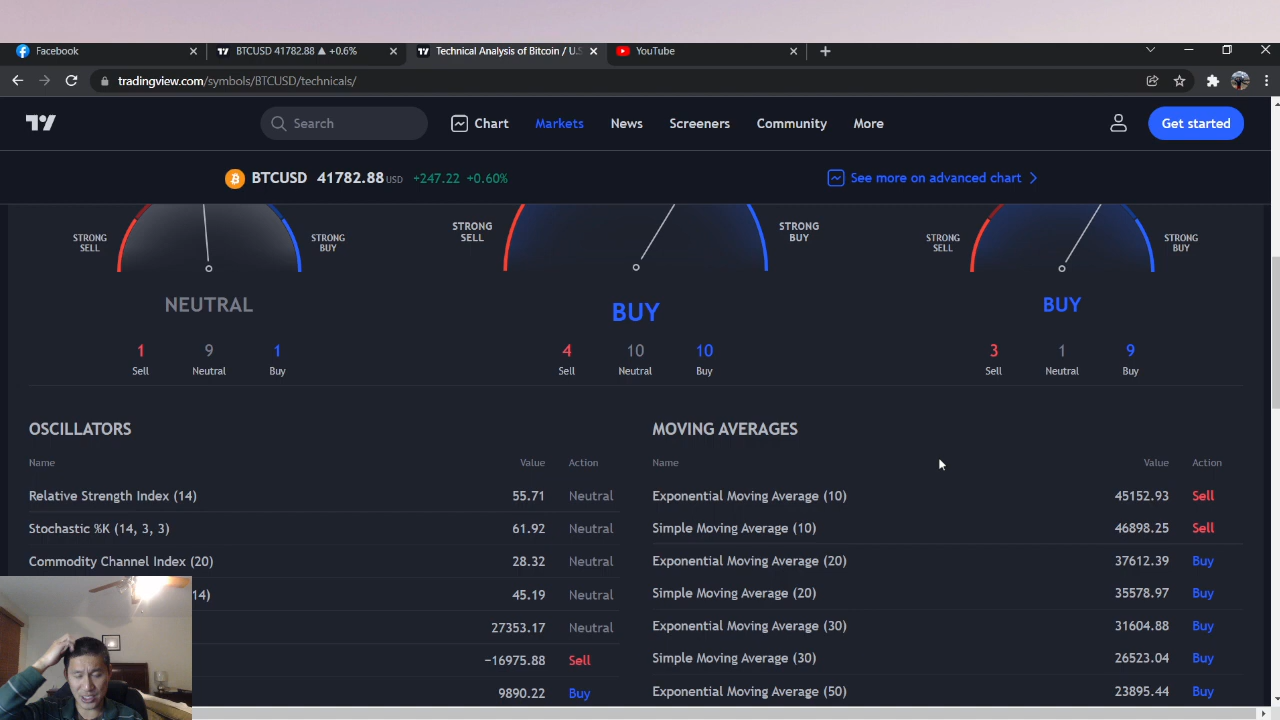 Facebook
BTCUSD 41782.88 ▲ +0.6%
Technical Analysis of Bitcoin / U.S
YouTube
tradingview.com/symbols/BTCUSD/technicals/
Search
Chart
Markets
News
Screeners
Community
More
Get started
BTCUSD 41782.88 USD +247.22 +0.60%
See more on advanced chart
STRONG
SELL
STRONG
BUY
NEUTRAL
1 9 1
Sell Neutral Buy
STRONG
SELL
STRONG
BUY
BUY
4 10 10
Sell Neutral Buy
STRONG
SELL
STRONG
BUY
BUY
3 1 9
Sell Neutral Buy
OSCILLATORS
Name Value Action
Relative Strength Index (14) 55.71 Neutral
Stochastic %K (14, 3, 3) 61.92 Neutral
Commodity Channel Index (20) 28.32 Neutral
14) 45.19 Neutral
27353.17 Neutral
−16975.88 Sell
9890.22 Buy
MOVING AVERAGES
Name Value Action
Exponential Moving Average (10) 45152.93 Sell
Simple Moving Average (10) 46898.25 Sell
Exponential Moving Average (20) 37612.39 Buy
Simple Moving Average (20) 35578.97 Buy
Exponential Moving Average (30) 31604.88 Buy
Simple Moving Average (30) 26523.04 Buy
Exponential Moving Average (50) 23895.44 Buy